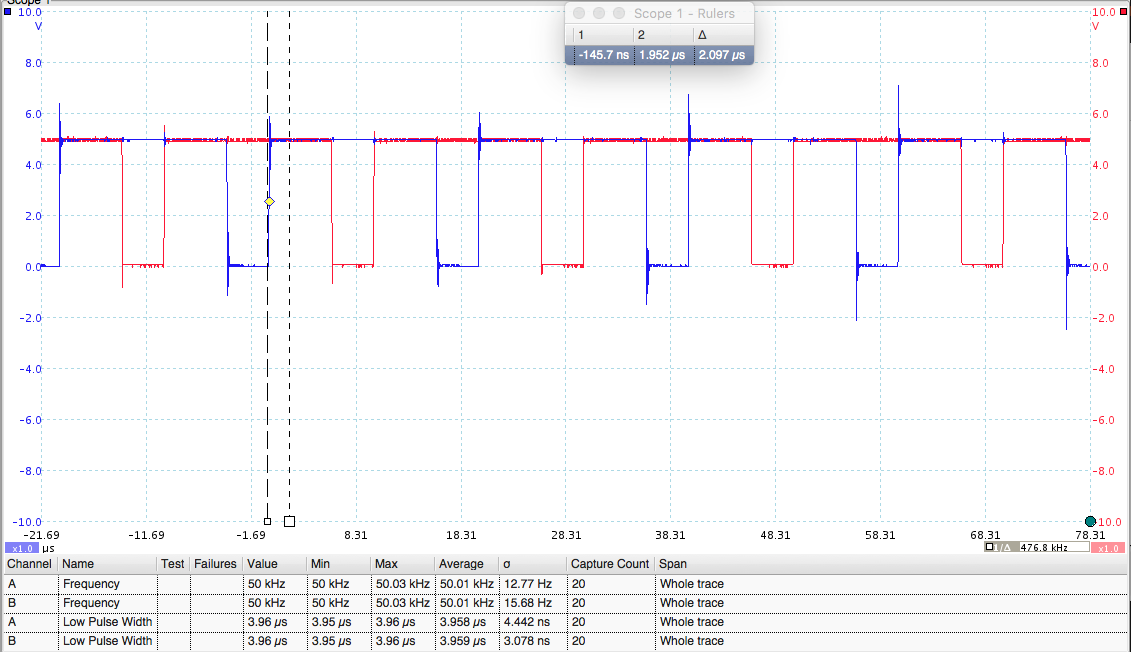 Scope 1
Scope 1 - Rulers
1 2 Δ
-145.7 ns 1.952 µs 2.097 µs
10.0 10.0
V V
8.0 8.0
6.0 6.0
4.0 4.0
2.0 2.0
0.0 0.0
-2.0 -2.0
-4.0 -4.0
-6.0 -6.0
-8.0 -8.0
-10.0 -10.0
-21.69 -11.69 -1.69 8.31 18.31 28.31 38.31 48.31 58.31 68.31 78.31
x1.0 µs 1/Δ 476.8 kHz x1.0
Channel Name Test Failures Value Min Max Average σ Capture Count Span
A Frequency 50 kHz 50 kHz 50.03 kHz 50.01 kHz 12.77 Hz 20 Whole trace
B Frequency 50 kHz 50 kHz 50.03 kHz 50.01 kHz 15.68 Hz 20 Whole trace
A Low Pulse Width 3.96 µs 3.95 µs 3.96 µs 3.958 µs 4.442 ns 20 Whole trace
B Low Pulse Width 3.96 µs 3.95 µs 3.96 µs 3.959 µs 3.078 ns 20 Whole trace